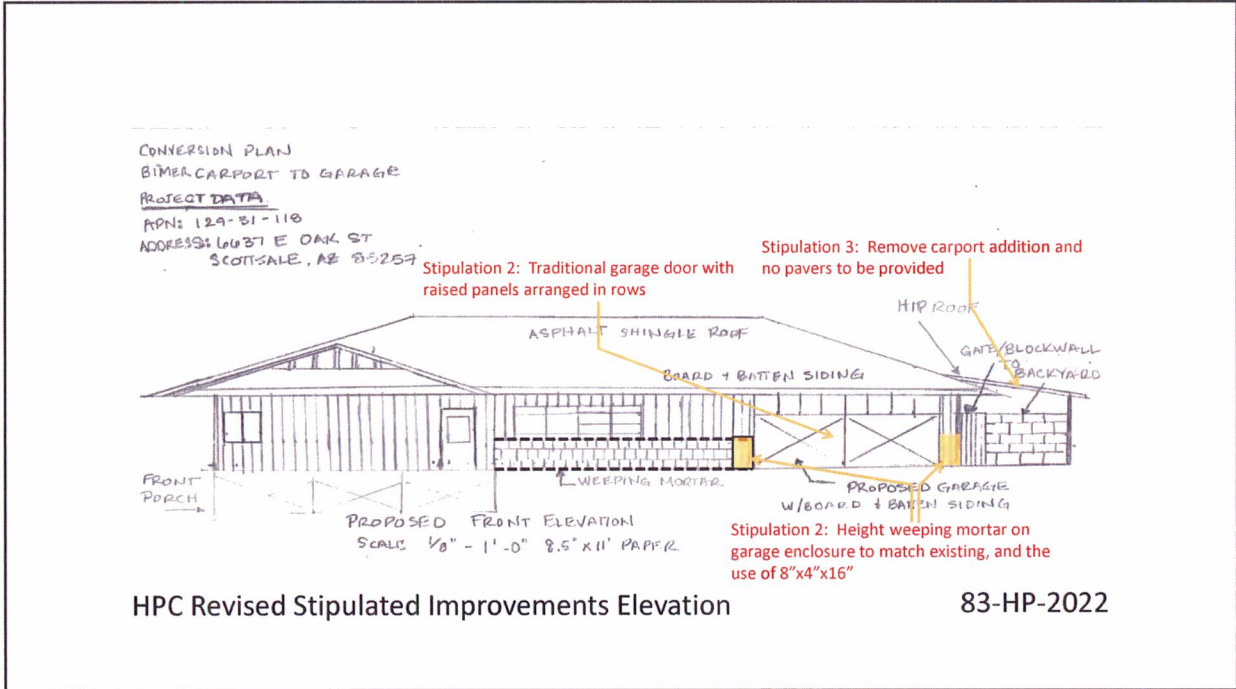 CONVERSION PLAN
BIMER CARPORT TO GARAGE
PROJECT DATA
APN: 129-31-118
ADDRESS: 6637 E OAK ST
SCOTTSALE, AZ 85257
Stipulation 2: Traditional garage door with
raised panels arranged in rows
Stipulation 3: Remove carport addition and
no pavers to be provided
HIP ROOF
ASPHALT SHINGLE ROOF
GATE/BLOCKWALL
TO
BACKYARD
BOARD & BATTEN SIDING
FRONT
PORCH
WEEPING MORTAR
PROPOSED GARAGE
W/BOARD & BATTEN SIDING
PROPOSED FRONT ELEVATION
SCALE 1/8" - 1'-0" 8.5" x 11" PAPER
Stipulation 2: Height weeping mortar on
garage enclosure to match existing, and the
use of 8”x4”x16”
HPC Revised Stipulated Improvements Elevation
83-HP-2022